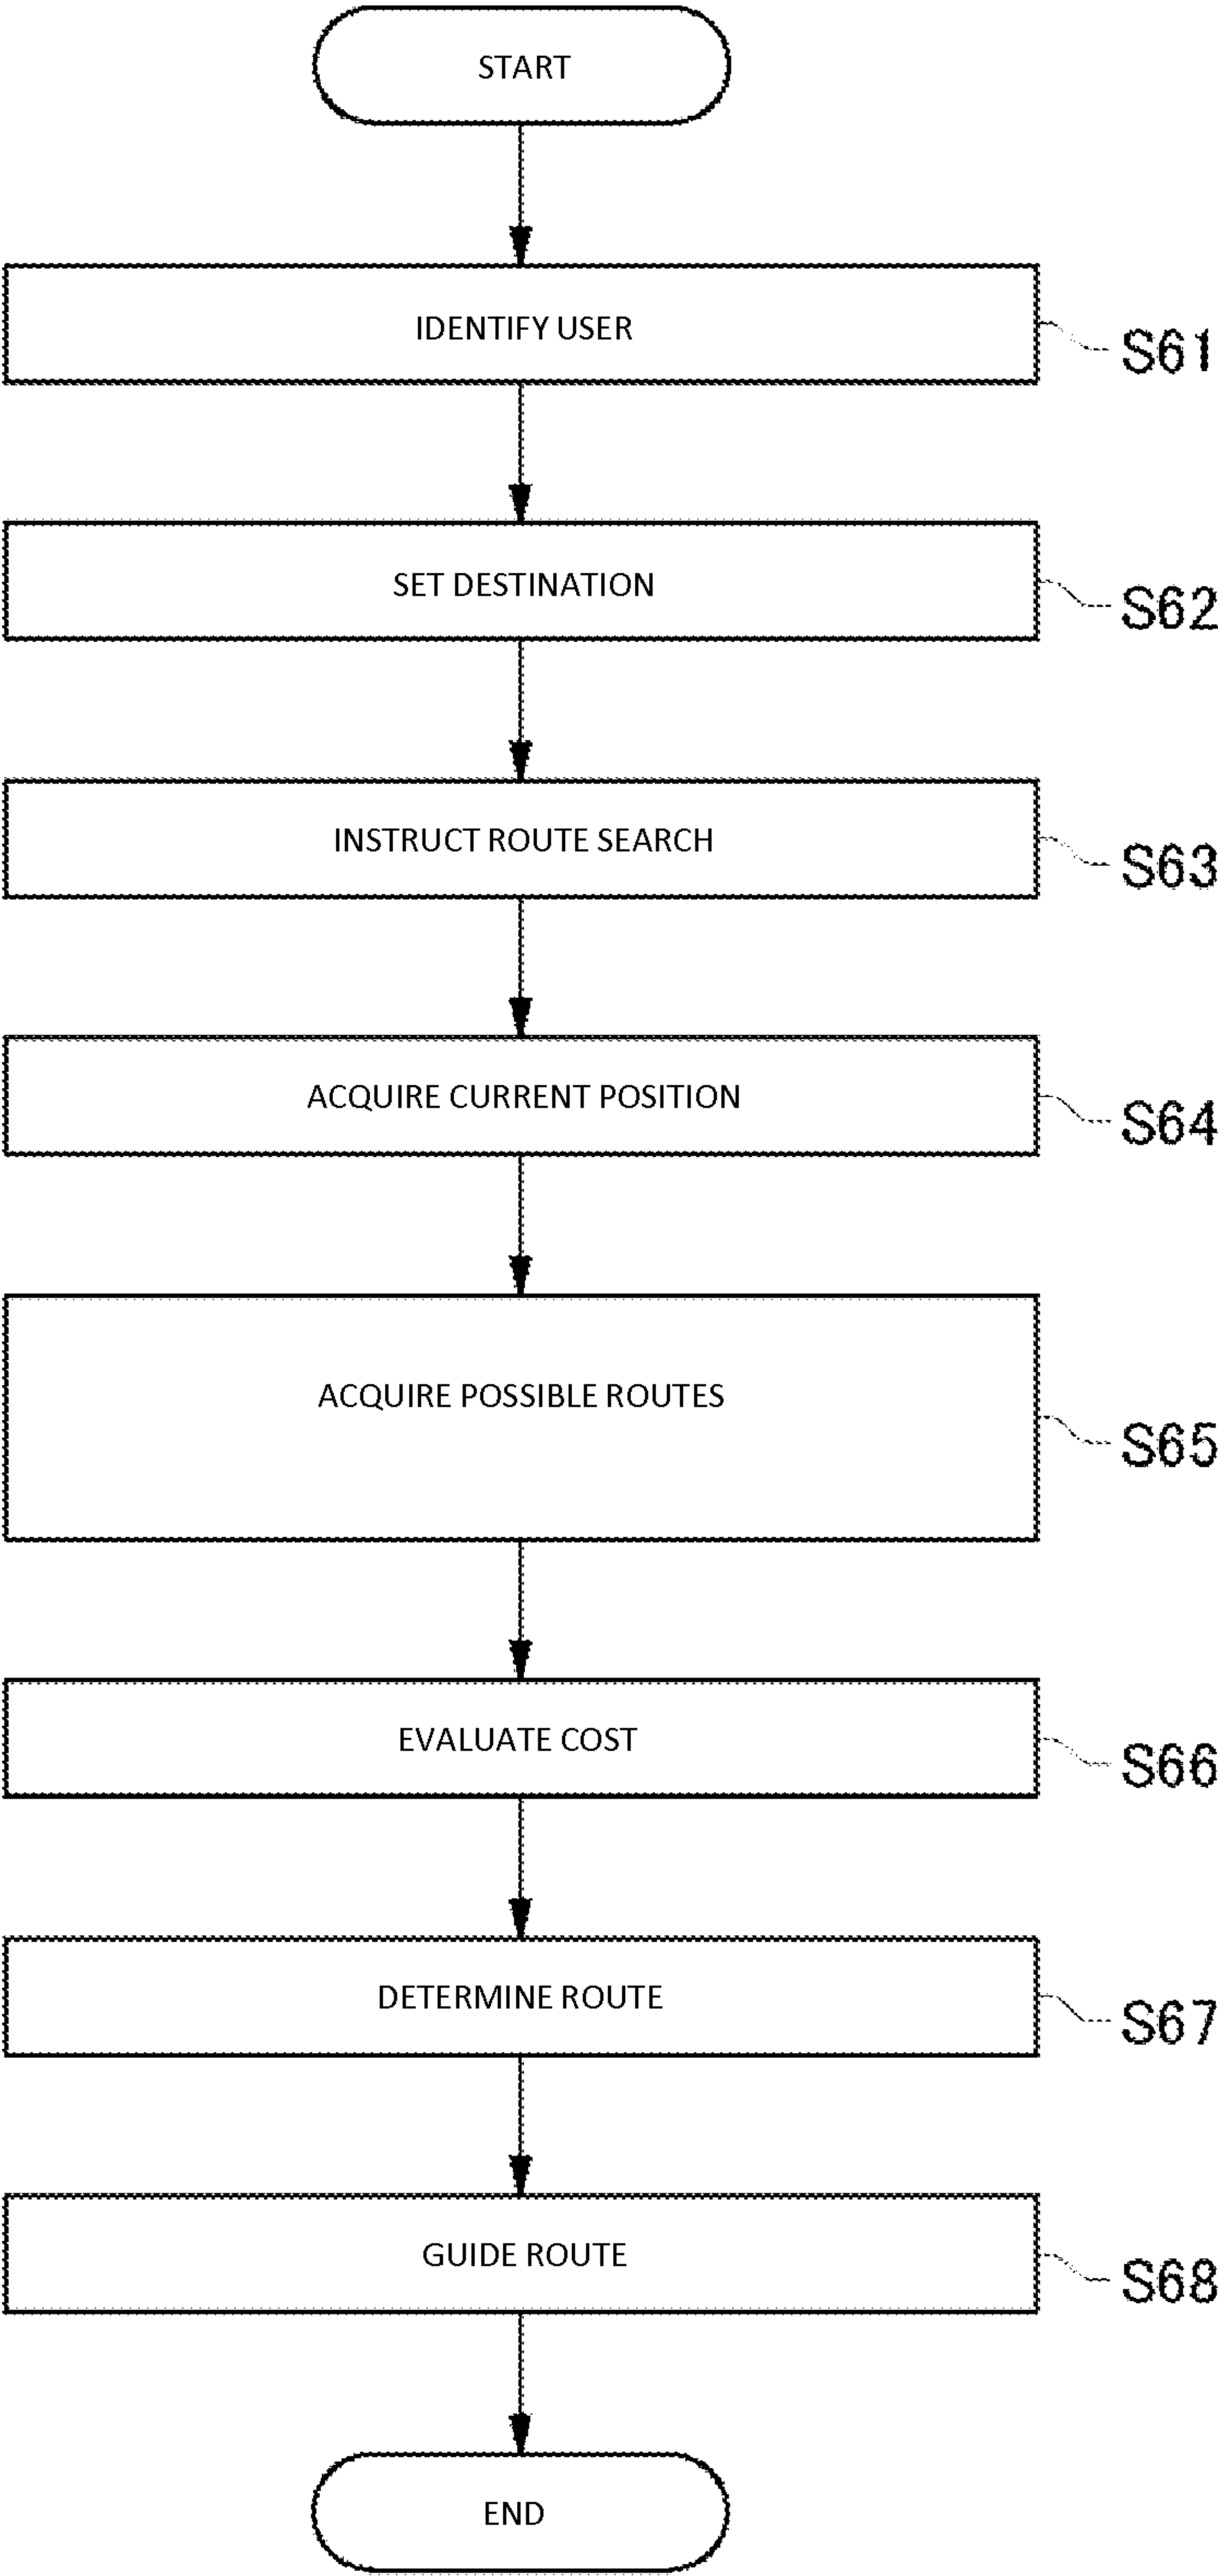 START
IDENTIFY USER
S61
SET DESTINATION
S62
INSTRUCT ROUTE SEARCH
S63
ACQUIRE CURRENT POSITION
S64
ACQUIRE POSSIBLE ROUTES
S65
EVALUATE COST
S66
DETERMINE ROUTE
S67
GUIDE ROUTE
S68
END